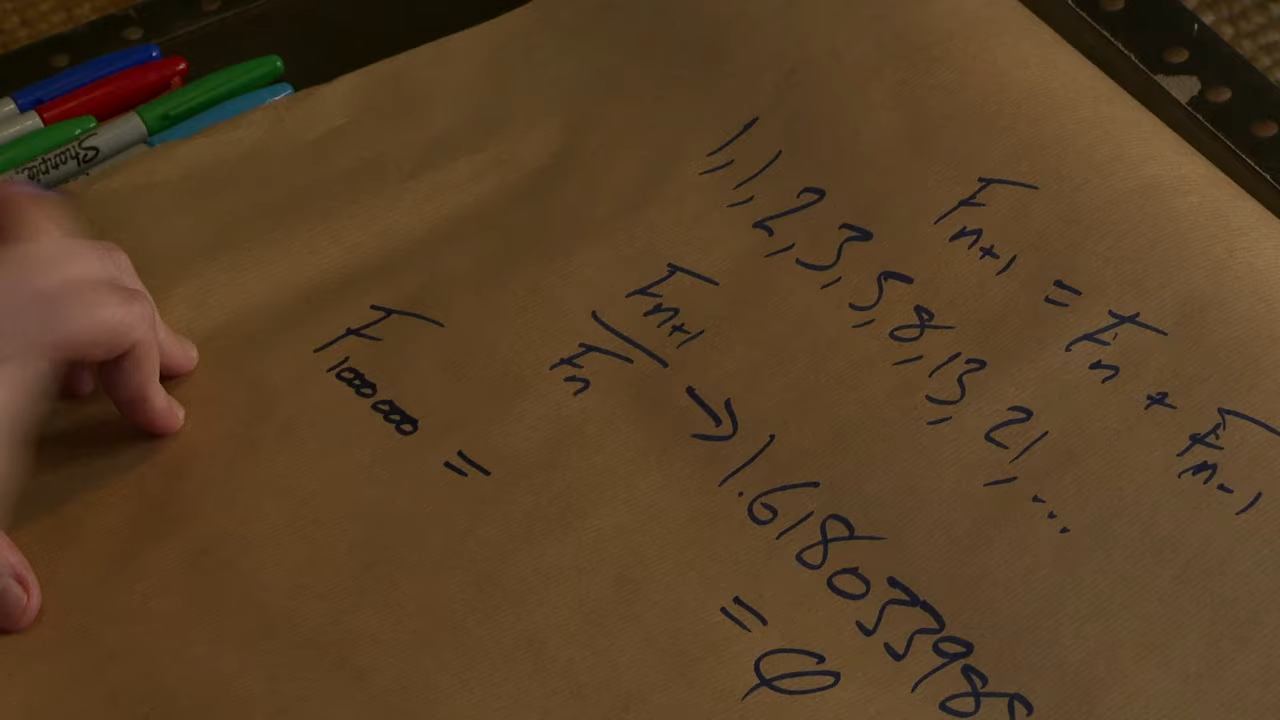 1, 1, 2, 3, 5, 8, 13, 21, ...
F_{n+1} = F_n + F_{n-1}
F_{n+1}/F_n → 1.618033988
= φ
F_{1000000} =
Sharpie